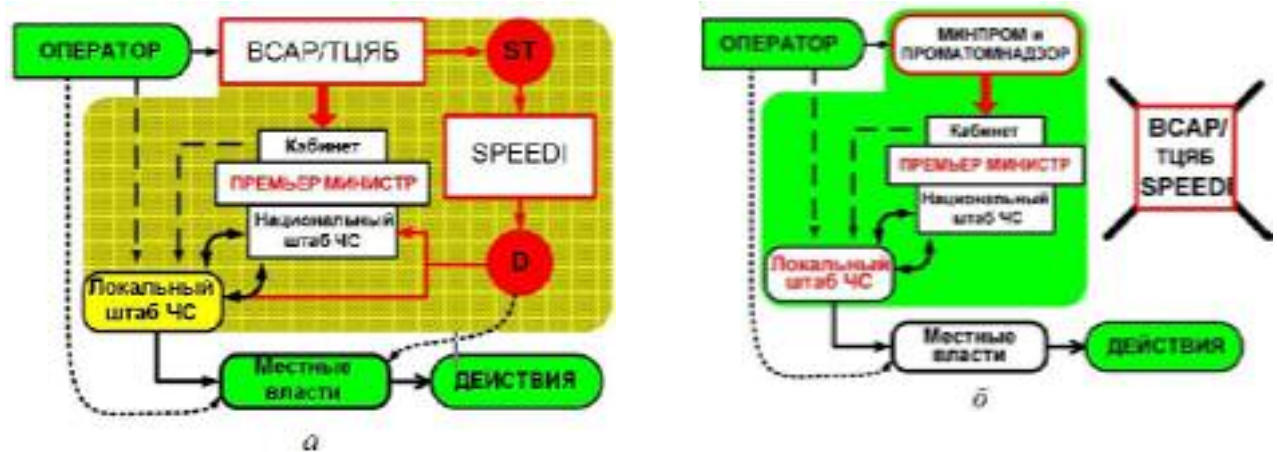 ОПЕРАТОР
ВСАР/ТЦЯБ
ST
Кабинет
SPEEDI
ПРЕМЬЕР МИНИСТР
Национальный
штаб ЧС
D
Локальный
штаб ЧС
Местные
власти
ДЕЙСТВИЯ
а
ОПЕРАТОР
МИНПРОМ и
ПРОМАТОМНАДЗОР
ВСАР/
ТЦЯБ
SPEEDI
Кабинет
ПРЕМЬЕР МИНИСТР
Национальный
штаб ЧС
Локальный
штаб ЧС
Местные
власти
ДЕЙСТВИЯ
б